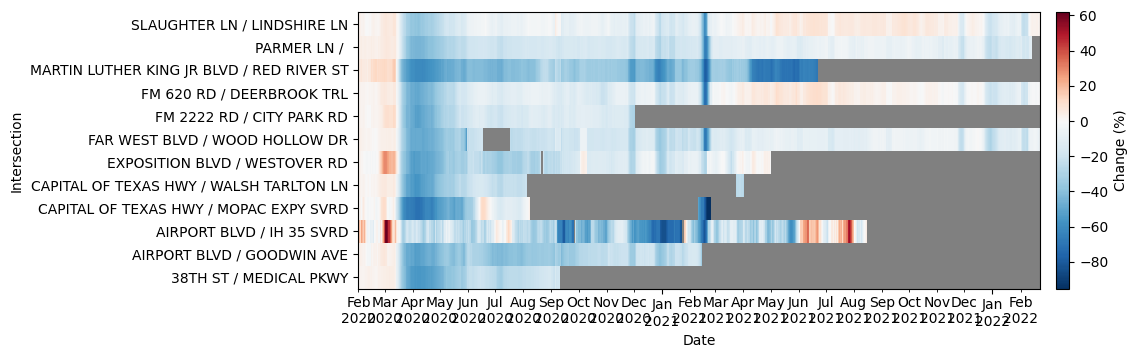 SLAUGHTER LN / LINDSHIRE LN
PARMER LN /
MARTIN LUTHER KING JR BLVD / RED RIVER ST
FM 620 RD / DEERBROOK TRL
FM 2222 RD / CITY PARK RD
FAR WEST BLVD / WOOD HOLLOW DR
EXPOSITION BLVD / WESTOVER RD
CAPITAL OF TEXAS HWY / WALSH TARLTON LN
CAPITAL OF TEXAS HWY / MOPAC EXPY SVRD
AIRPORT BLVD / IH 35 SVRD
AIRPORT BLVD / GOODWIN AVE
38TH ST / MEDICAL PKWY
Intersection
Feb Mar Apr May Jun Jul Aug Sep Oct Nov Dec Jan Feb Mar Apr May Jun Jul Aug Sep Oct Nov Dec Jan Feb
2020 2020 2020 2020 2020 2020 2020 2020 2020 2020 2020 2021 2021 2021 2021 2021 2021 2021 2021 2021 2021 2021 2021 2022 2022
Date
60
40
20
0
−20
−40
−60
−80
Change (%)